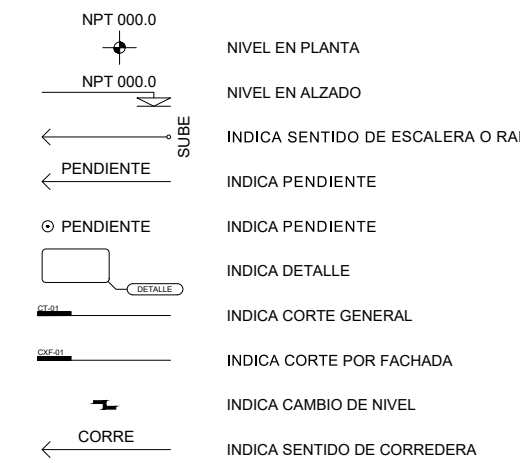 NPT 000.0
NIVEL EN PLANTA
NPT 000.0
NIVEL EN ALZADO
SUBE
INDICA SENTIDO DE ESCALERA O
PENDIENTE
INDICA PENDIENTE
PENDIENTE
INDICA PENDIENTE
INDICA DETALLE
DETALLE
CT-01
INDICA CORTE GENERAL
CXF-01
INDICA CORTE POR FACHADA
INDICA CAMBIO DE NIVEL
CORRE
INDICA SENTIDO DE CORREDERA